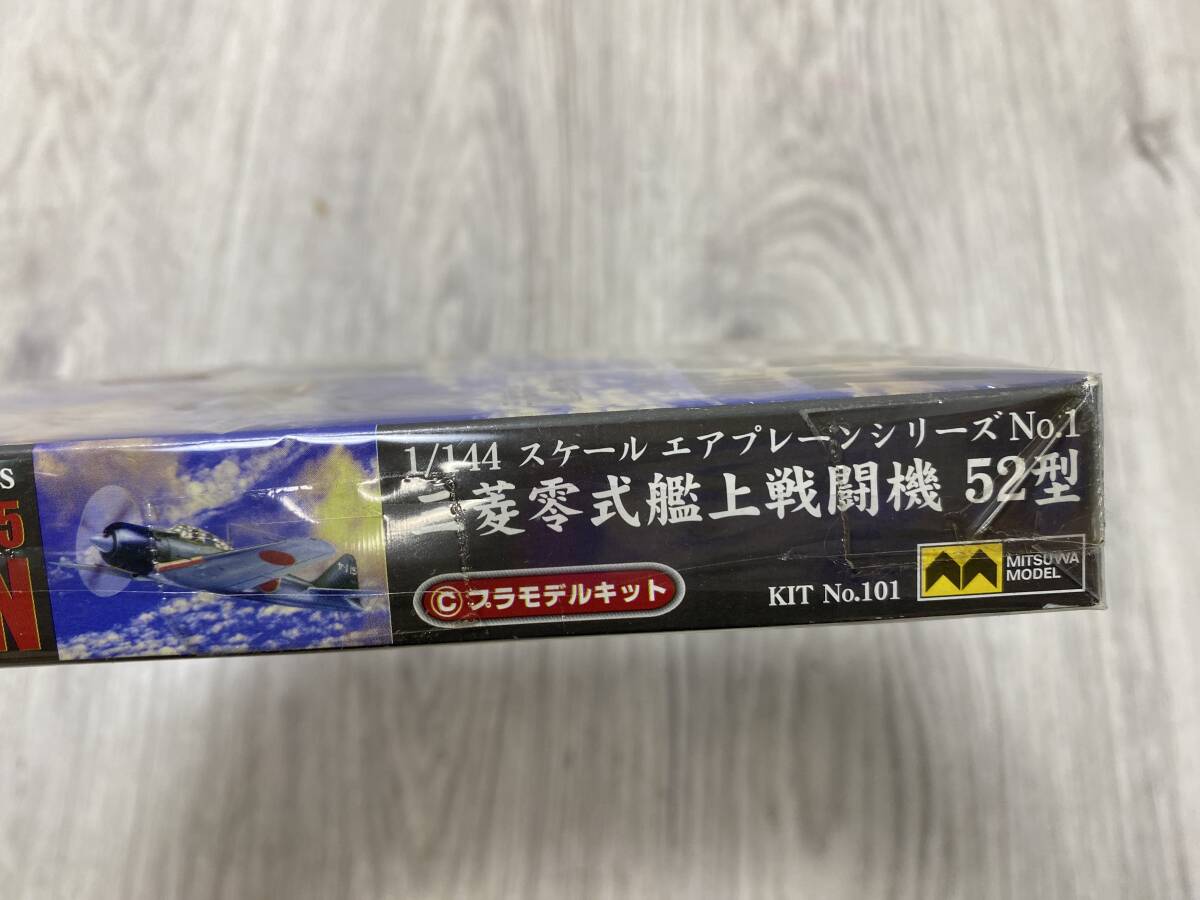 S
5
N
1/144 スケール エアプレーンシリーズ No.1
三菱零式艦上戦闘機 52型
Ⓒプラモデルキット
KIT No.101
MITSUWA
MODEL